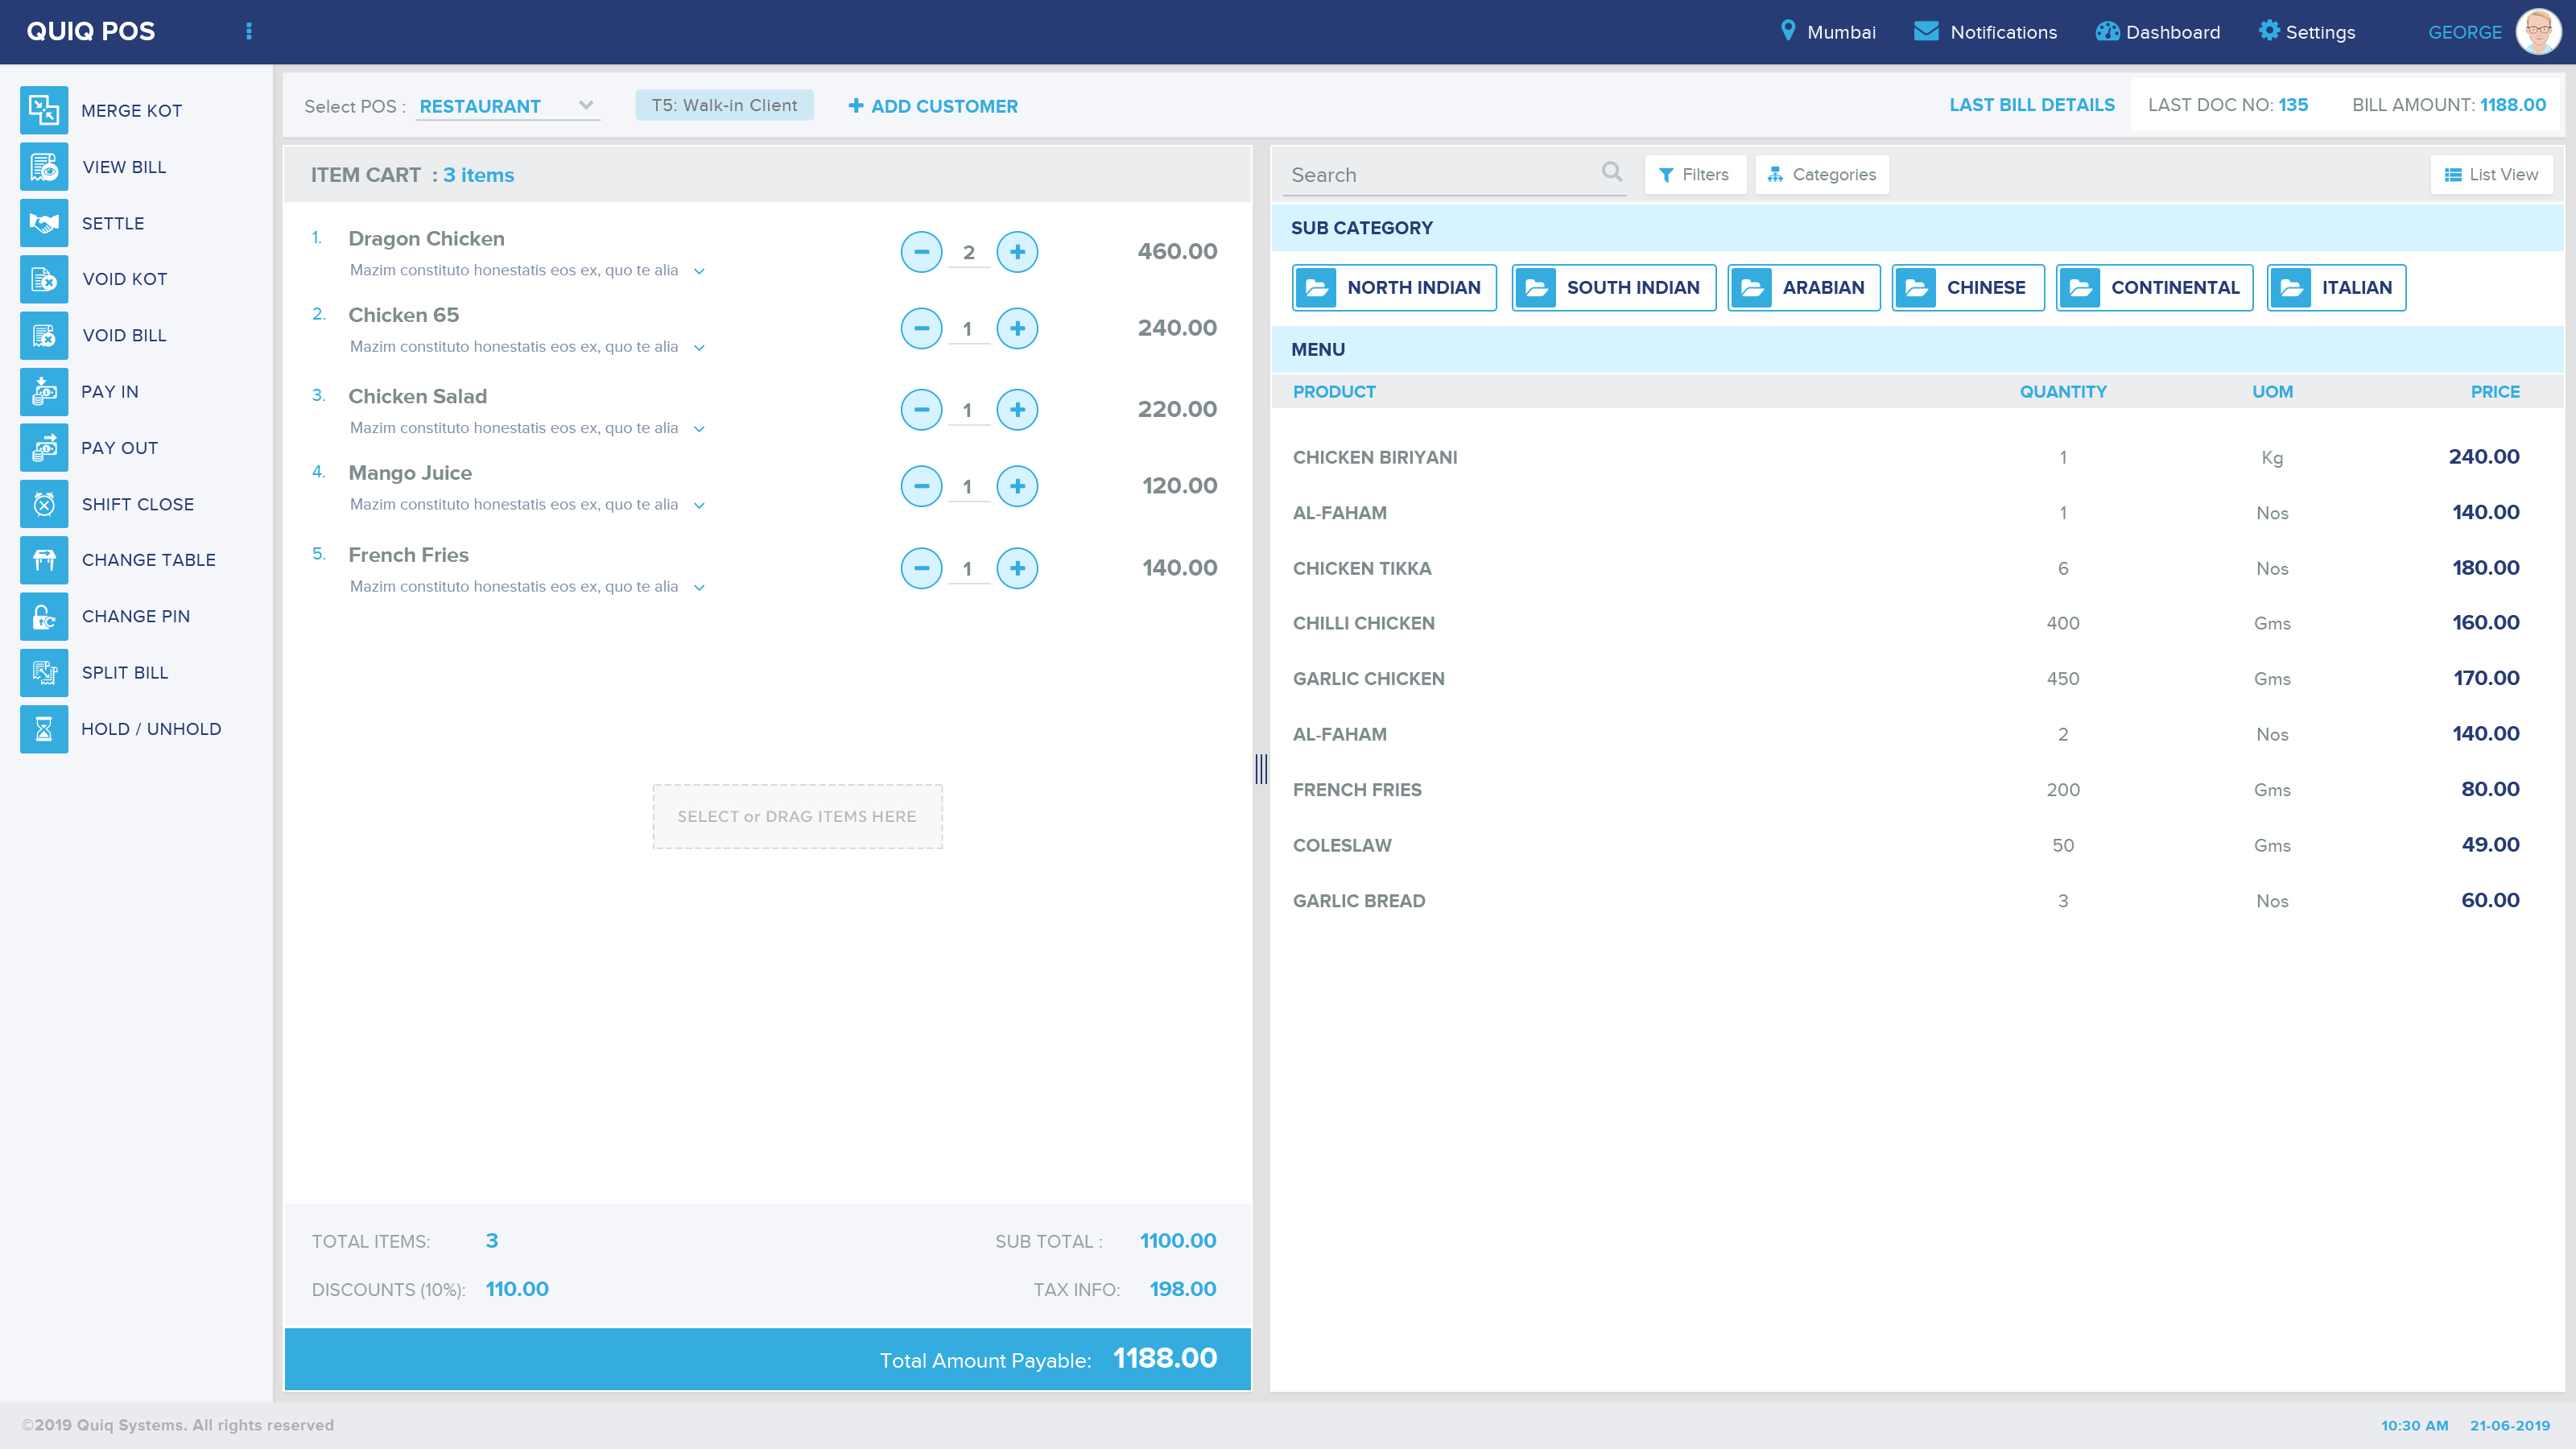 QUIQ POS
Mumbai
Notifications
Dashboard
Settings
GEORGE
MERGE KOT
VIEW BILL
SETTLE
VOID KOT
VOID BILL
PAY IN
PAY OUT
SHIFT CLOSE
CHANGE TABLE
CHANGE PIN
SPLIT BILL
HOLD / UNHOLD
Select POS : RESTAURANT
T5: Walk-in Client
ADD CUSTOMER
LAST BILL DETAILS
LAST DOC NO: 135
BILL AMOUNT: 1188.00
ITEM CART : 3 items
1. Dragon Chicken 2 460.00
Mazim constituto honestatis eos ex, quo te alia
2. Chicken 65 1 240.00
Mazim constituto honestatis eos ex, quo te alia
3. Chicken Salad 1 220.00
Mazim constituto honestatis eos ex, quo te alia
4. Mango Juice 1 120.00
Mazim constituto honestatis eos ex, quo te alia
5. French Fries 1 140.00
Mazim constituto honestatis eos ex, quo te alia
SELECT or DRAG ITEMS HERE
TOTAL ITEMS: 3 SUB TOTAL : 1100.00
DISCOUNTS (10%): 110.00 TAX INFO: 198.00
Total Amount Payable: 1188.00
Search
Filters
Categories
List View
SUB CATEGORY
NORTH INDIAN
SOUTH INDIAN
ARABIAN
CHINESE
CONTINENTAL
ITALIAN
MENU
PRODUCT QUANTITY UOM PRICE
CHICKEN BIRIYANI 1 Kg 240.00
AL-FAHAM 1 Nos 140.00
CHICKEN TIKKA 6 Nos 180.00
CHILLI CHICKEN 400 Gms 160.00
GARLIC CHICKEN 450 Gms 170.00
AL-FAHAM 2 Nos 140.00
FRENCH FRIES 200 Gms 80.00
COLESLAW 50 Gms 49.00
GARLIC BREAD 3 Nos 60.00
©2019 Quiq Systems. All rights reserved
10:30 AM 21-06-2019